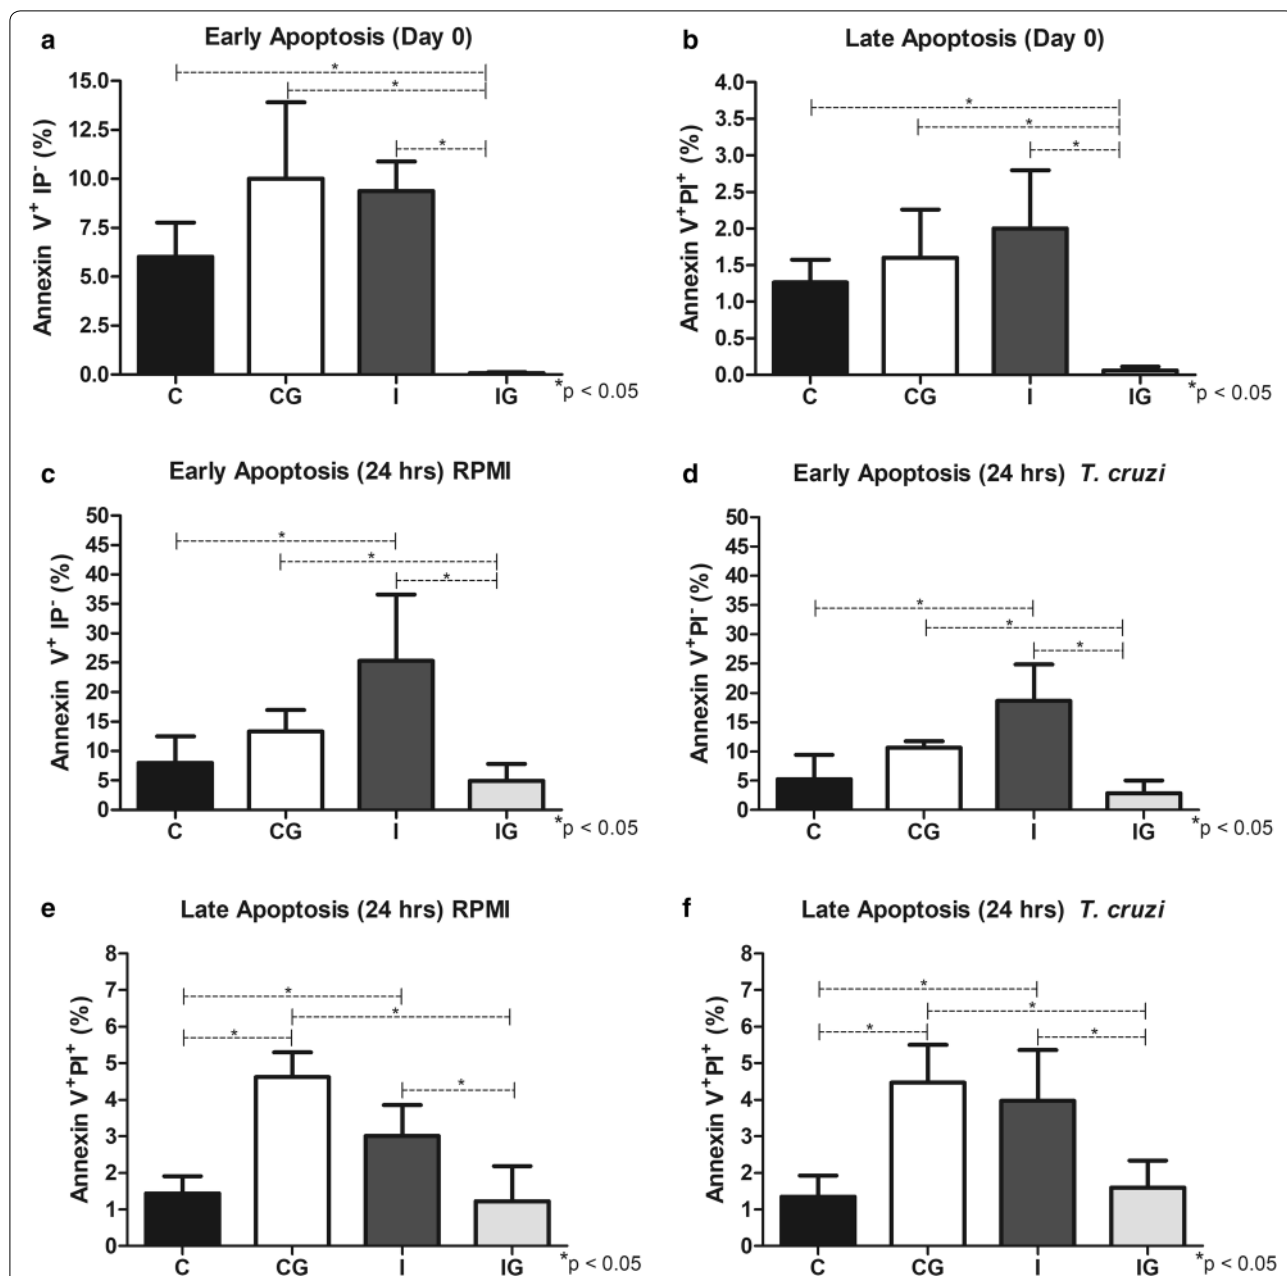 a Early Apoptosis (Day 0)
* * *
Annexin V+ IP- (%)
15.0
12.5
10.0
7.5
5.0
2.5
0.0
C CG I IG *p < 0.05
b Late Apoptosis (Day 0)
* * *
Annexin V+PI+ (%)
4.0
3.5
3.0
2.5
2.0
1.5
1.0
0.5
0.0
C CG I IG *p < 0.05
c Early Apoptosis (24 hrs) RPMI
* * *
Annexin V+ IP- (%)
50
45
40
35
30
25
20
15
10
5
0
C CG I IG *p < 0.05
d Early Apoptosis (24 hrs) T. cruzi
* * *
Annexin V+PI- (%)
50
45
40
35
30
25
20
15
10
5
0
C CG I IG *p < 0.05
e Late Apoptosis (24 hrs) RPMI
* * * *
Annexin V+PI+ (%)
8
7
6
5
4
3
2
1
0
C CG I IG *p < 0.05
f Late Apoptosis (24 hrs) T. cruzi
* * * *
Annexin V+PI+ (%)
8
7
6
5
4
3
2
1
0
C CG I IG *p < 0.05